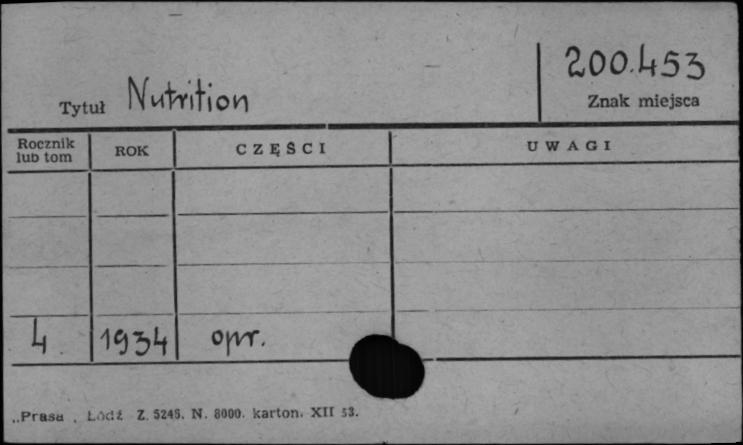 200.453
Tytuł Nutrition
Znak miejsca
Rocznik lub tom ROK CZĘŚCI UWAGI
4 1934 opr.
„Prasa", Łódź Z. 5245. N. 8000. karton. XII 53.